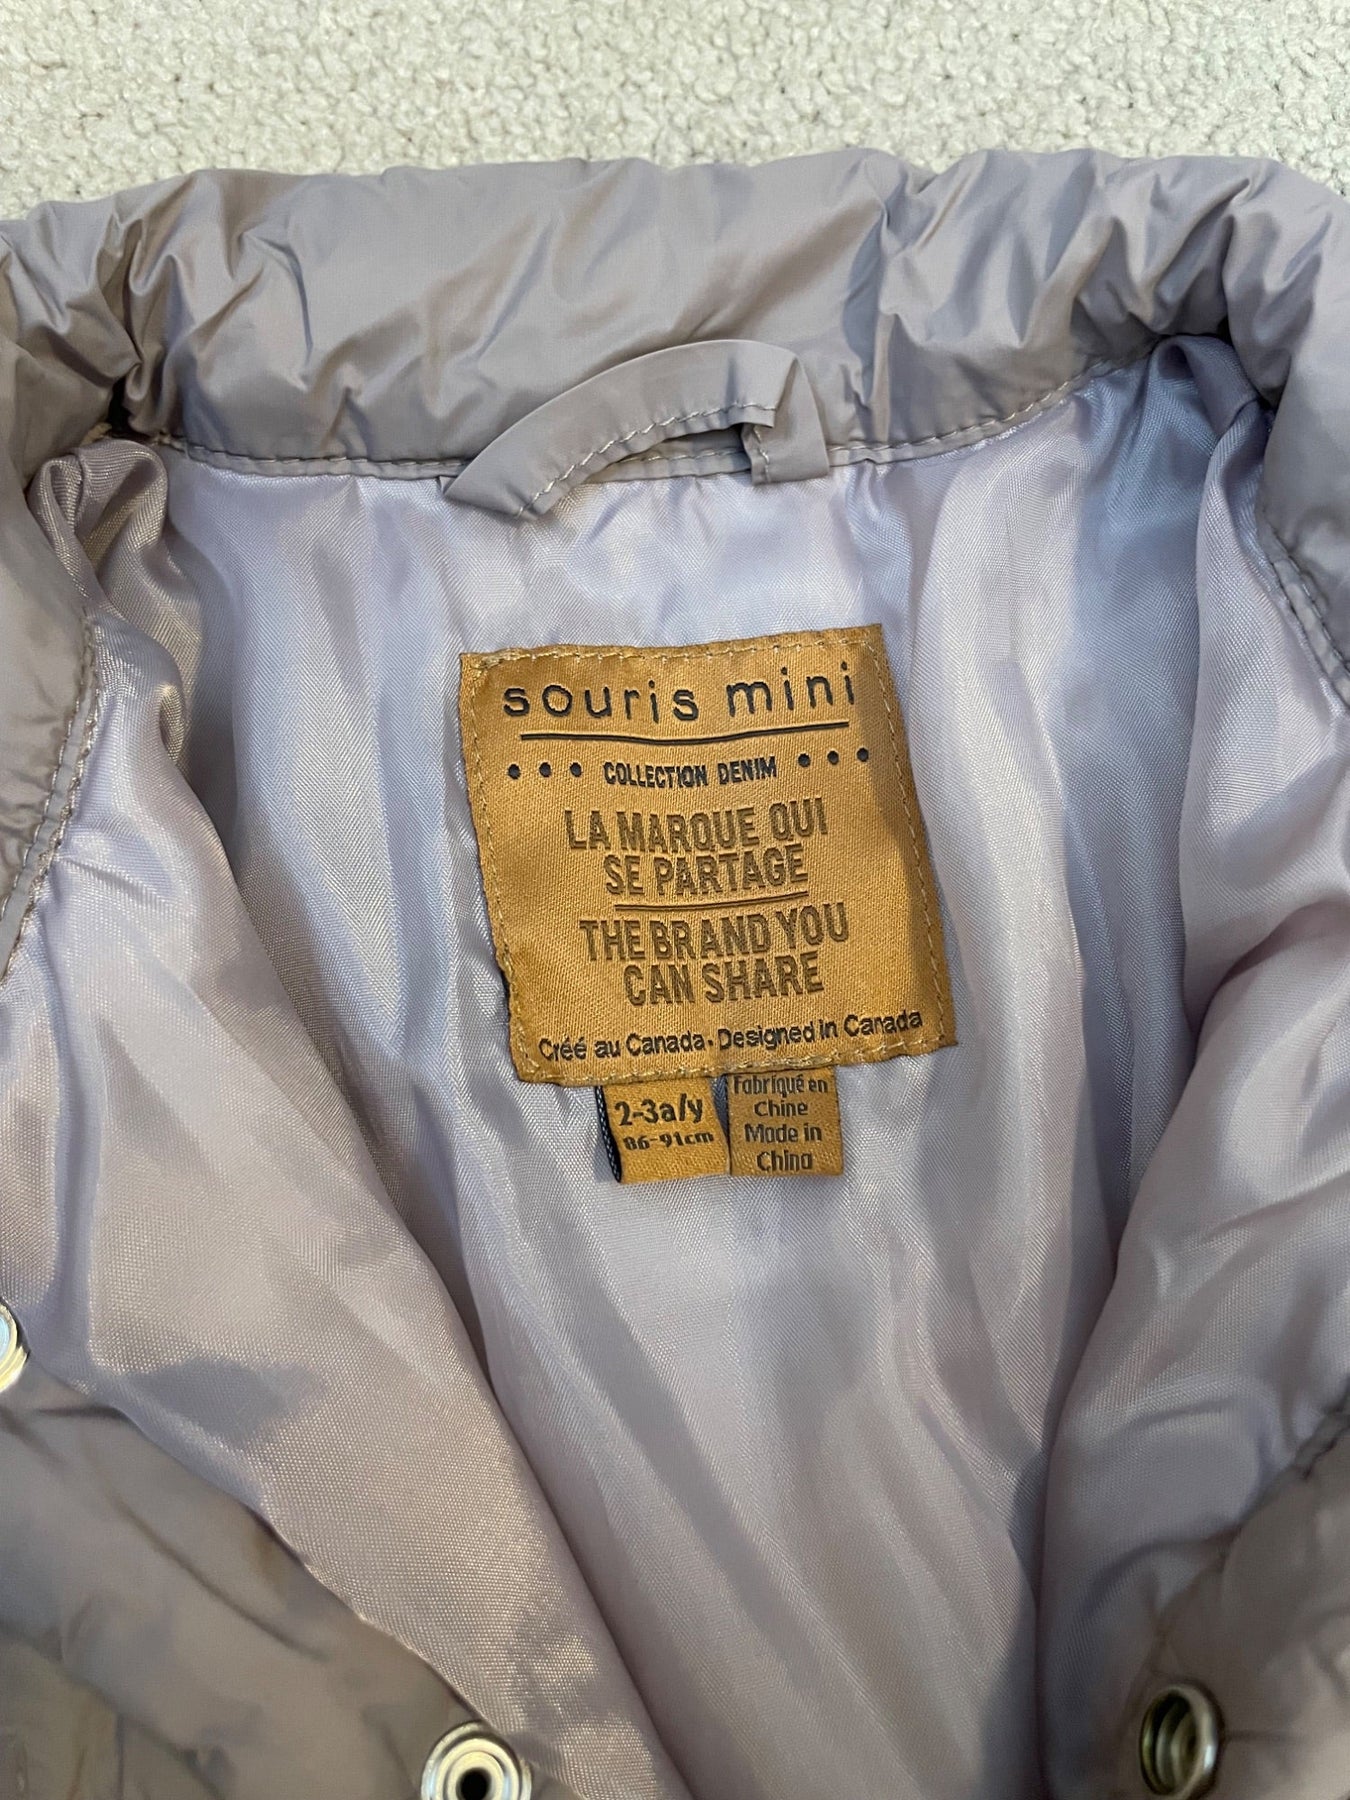 souris mini
COLLECTION DENIM
LA MARQUE QUI
SE PARTAGE
THE BRAND YOU
CAN SHARE
Créé au Canada • Designed in Canada
2-3a/y
86-91cm
Fabriqué en
Chine
Made in
China